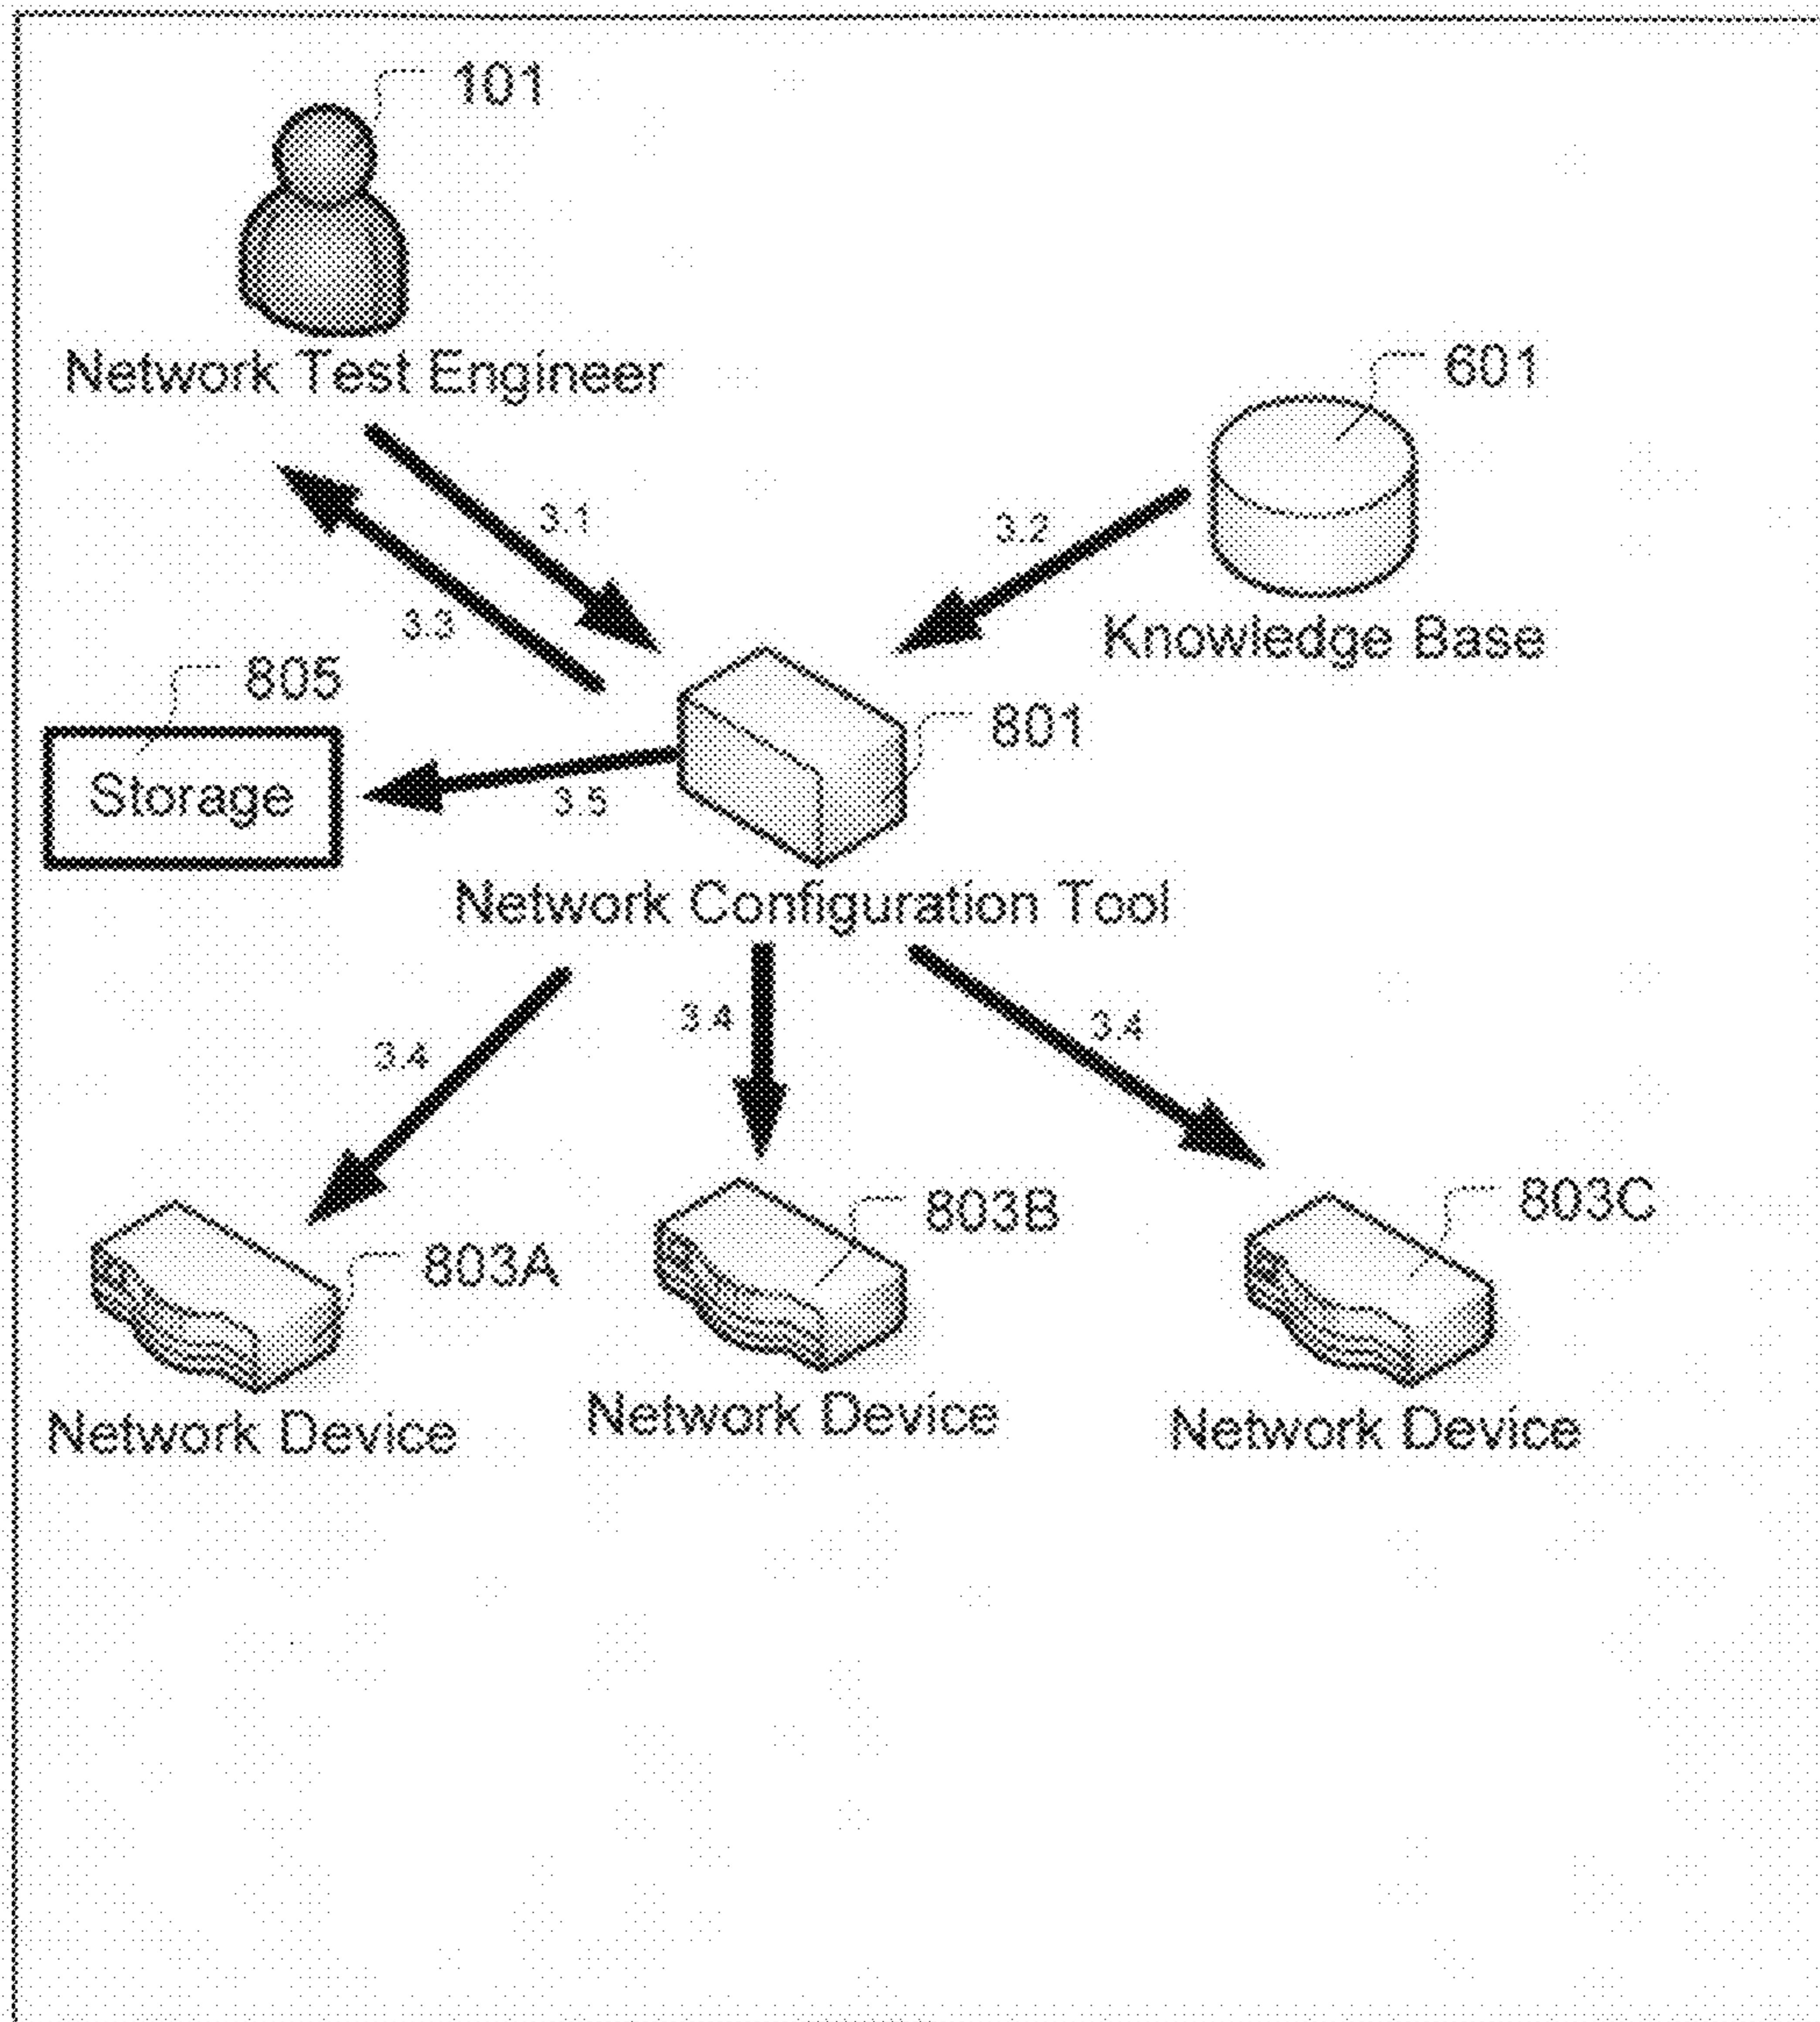 101
Network Test Engineer
601
3.1
3.2
3.3
Knowledge Base
805
801
Storage
3.5
Network Configuration Tool
3.4
3.4
3.4
803A
803B
803C
Network Device
Network Device
Network Device